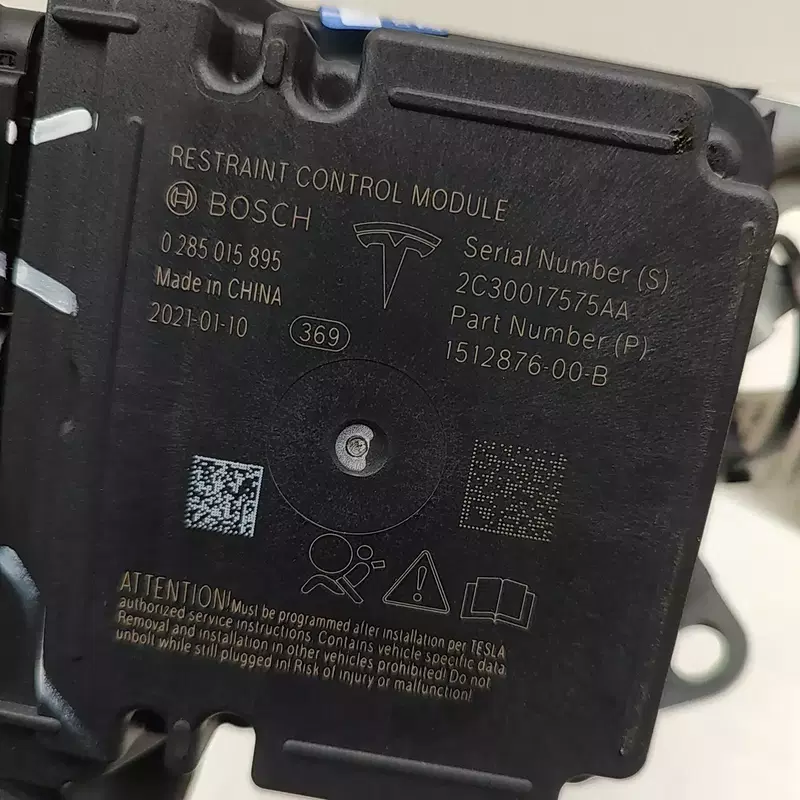 RESTRAINT CONTROL MODULE
BOSCH
0 285 015 895
Made in CHINA
2021-01-10
369
Serial Number (S)
2C30017575AA
Part Number (P)
1512876-00-B
ATTENTION! Must be programmed after installation per TESLA
authorized service instructions. Contains vehicle specific data.
Removal and installation in other vehicles prohibited! Do not
unbolt while still plugged in! Risk of injury or malfunction!